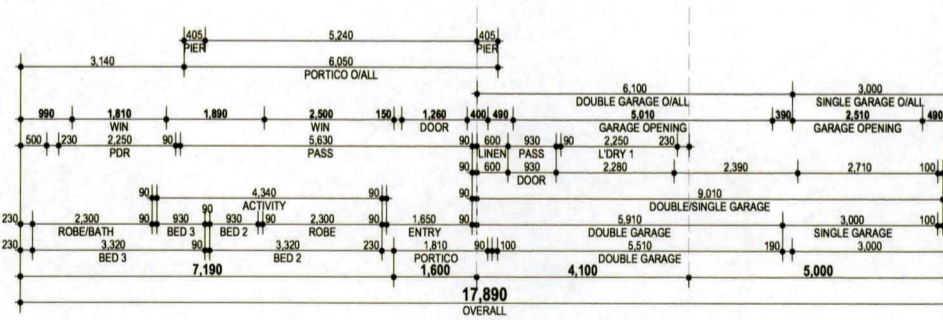 405 5,240 405
PIER PIER
3,140 6,050
PORTICO O/ALL
6,100 3,000
DOUBLE GARAGE O/ALL SINGLE GARAGE O/ALL
990 1,810 1,890 2,500 150 1,260 400 490 5,010 390 2,510 490
WIN WIN DOOR GARAGE OPENING GARAGE OPENING
500 230 2,250 90 5,630 90 600 930 90 2,250 230
PDR PASS LINEN PASS L'DRY 1
90 600 930 2,280 2,390 2,710 100
DOOR
90 4,340 90 90 9,010
ACTIVITY DOUBLE/SINGLE GARAGE
90
230 2,300 90 930 930 90 2,300 90 1,650 90 5,910 3,000 100
ROBE/BATH BED 3 BED 2 ROBE ENTRY DOUBLE GARAGE SINGLE GARAGE
230 3,320 90 3,320 230 1,810 90 100 5,510 190 3,000
BED 3 BED 2 PORTICO DOUBLE GARAGE
7,190 1,600 4,100 5,000
17,890
OVERALL